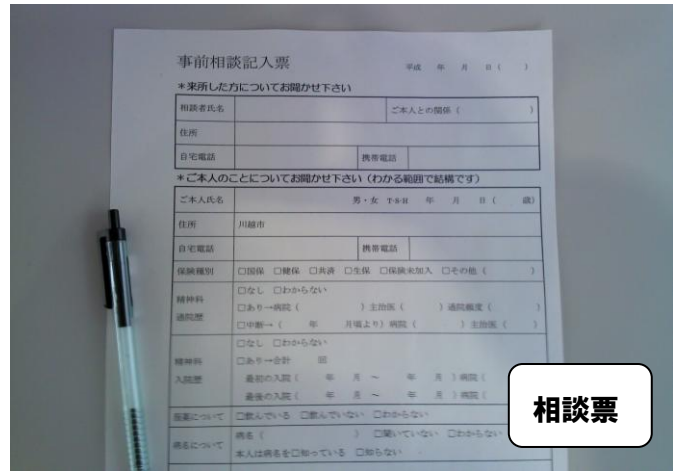 事前相談記入票 平成 年 月 日( )
*来所した方についてお聞かせ下さい
相談者氏名 ご本人との関係( )
住所
自宅電話 携帯電話
*ご本人のことについてお聞かせ下さい(わかる範囲で結構です)
ご本人氏名 男・女 T・S・H 年 月 日( 歳)
住所 川越市
自宅電話 携帯電話
保険種別 □国保 □健保 □共済 □生保 □保険未加入 □その他( )
精神科通院歴
□なし □わからない
□あり→病院( )主治医( )通院頻度( )
□中断→( 年 月頃より)病院( )主治医( )
精神科入院歴
□なし □わからない
□あり→合計 回
最初の入院( 年 月 ~ 年 月 )病院(
最後の入院( 年 月 ~ 年 月 )病院(
服薬について □飲んでいる □飲んでいない □わからない
病名について
病名( ) □聞いていない □わからない
本人は病名を□知っている □知らない
相談票